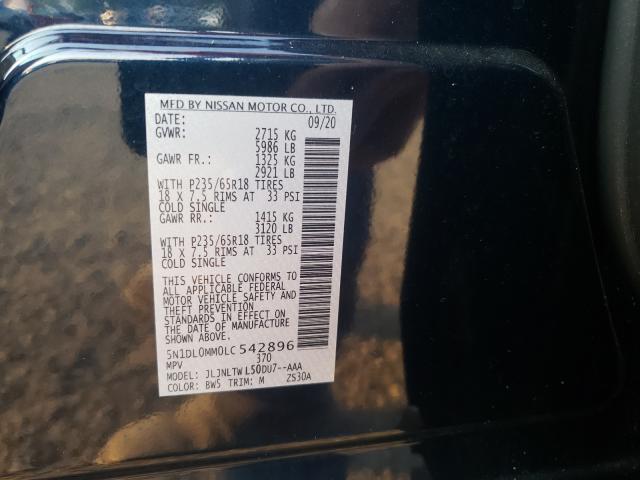 MFD BY NISSAN MOTOR CO., LTD.
DATE: 09/20
GVWR: 2715 KG
5986 LB
GAWR FR.: 1325 KG
2921 LB
WITH P235/65R18 TIRES
18 X 7.5 RIMS AT 33 PSI
COLD SINGLE
GAWR RR.: 1415 KG
3120 LB
WITH P235/65R18 TIRES
18 X 7.5 RIMS AT 33 PSI
COLD SINGLE
THIS VEHICLE CONFORMS TO
ALL APPLICABLE FEDERAL
MOTOR VEHICLE SAFETY AND
THEFT PREVENTION
STANDARDS IN EFFECT ON
THE DATE OF MANUFACTURE
SHOWN ABOVE.
5N1DL0MM0LC542896
MPV 370
MODEL: JLJNLTWL50DU7--AAA
COLOR: BW5 TRIM: M ZS30A